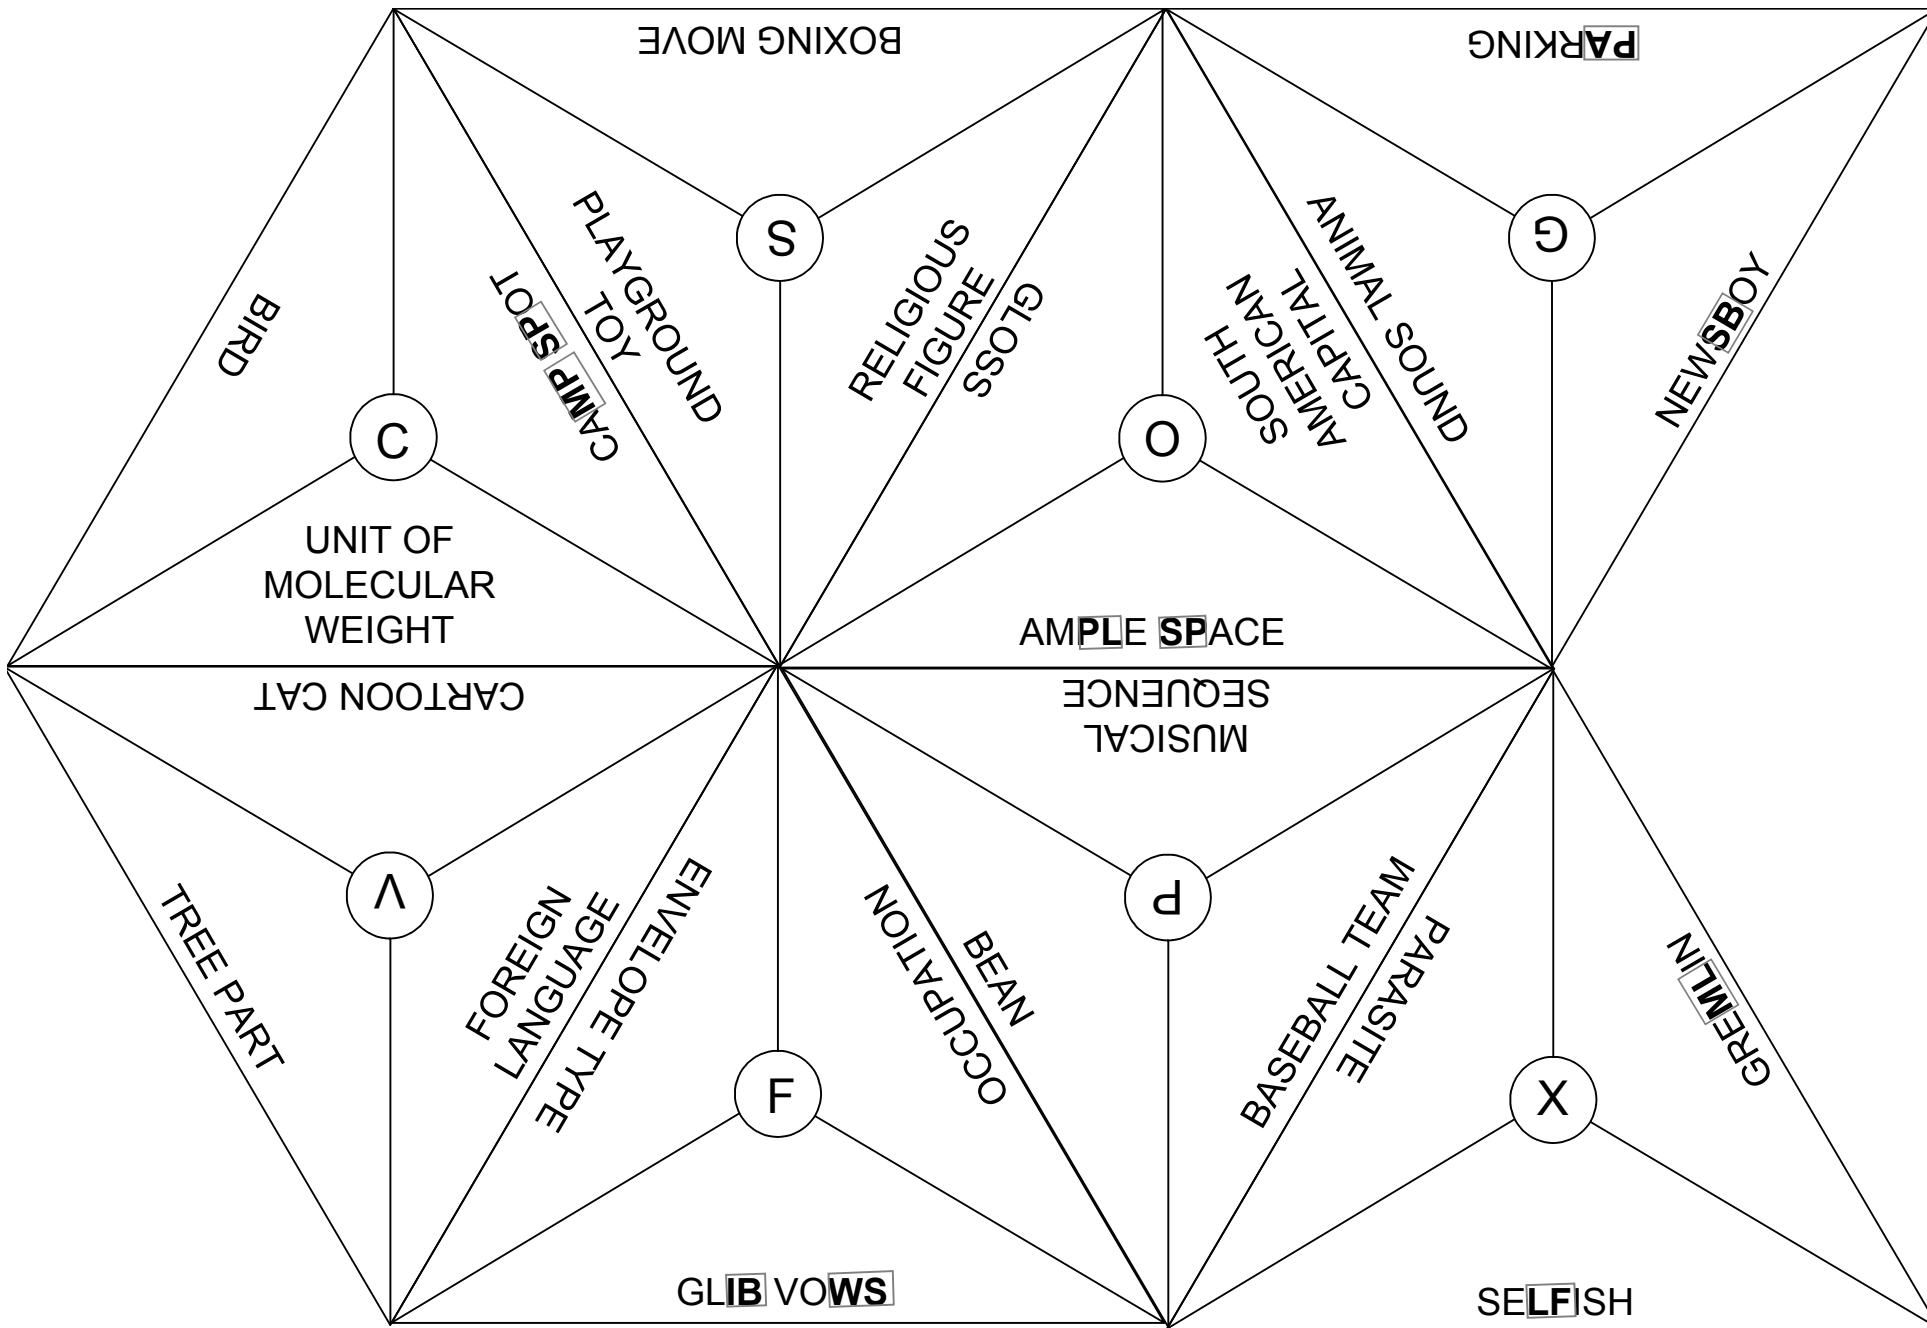 BOXING MOVE
PARKING
BIRD
C
CAMP SPOT
PLAYGROUND
TOY
S
RELIGIOUS
FIGURE
GLOSS
O
SOUTH
AMERICAN
CAPITAL
ANIMAL SOUND
G
NEWSBOY
UNIT OF
MOLECULAR
WEIGHT
AMPLE SPACE
CARTOON CAT
MUSICAL
SEQUENCE
TREE PART
V
FOREIGN
LANGUAGE
ENVELOPE TYPE
F
OCCUPATION
BEAN
P
BASEBALL TEAM
PARASITE
X
GREMLIN
GLIB VOWS
SELFISH